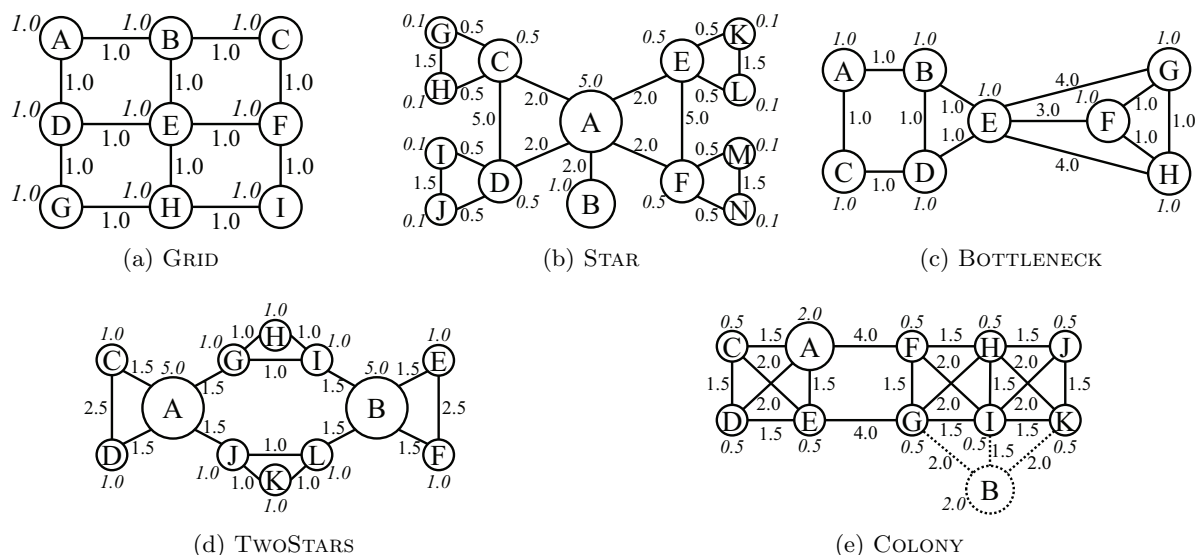 1.0 1.0 1.0
A 1.0 B 1.0 C
1.0 1.0 1.0
1.0 1.0 1.0
D 1.0 E 1.0 F
1.0 1.0 1.0
1.0 1.0 1.0
G 1.0 H 1.0 I
(a) GRID
0.1 G 0.5 0.5 0.5 0.5 K 0.1
1.5 C E 1.5
0.1 H 0.5 5.0 0.5 L 0.1
2.0 A 2.0
5.0 5.0
0.1 I 0.5 2.0 2.0 0.5 M 0.1
1.5 D 2.0 F 1.5
0.1 J 0.5 0.5 1.0 B 0.5 0.5 N 0.1
(b) STAR
1.0 1.0 1.0
A 1.0 B 4.0 G
1.0 1.0
1.0 1.0 1.0 E 3.0 F 1.0 1.0
1.0 1.0
C 1.0 D 4.0 H
1.0 1.0 1.0
(c) BOTTLENECK
1.0 1.0 1.0
C 1.5 5.0 1.0 G 1.0 H 1.0 I 1.0 5.0 1.5 E
1.0
2.5 A 1.5 1.5 B 2.5
1.5 1.5 1.5 1.5
D J 1.0 L F
1.0 1.0 1.0 K 1.0 1.0 1.0
1.0
(d) TWOSTARS
0.5 2.0 0.5 0.5 0.5
C 1.5 A 4.0 F 1.5 H 1.5 J
2.0 2.0 2.0
1.5 1.5 1.5 1.5 1.5
2.0 2.0 2.0
D 1.5 E 4.0 G 1.5 I 1.5 K
0.5 0.5 0.5 0.5 0.5
2.0 1.5 2.0
2.0 B
(e) COLONY